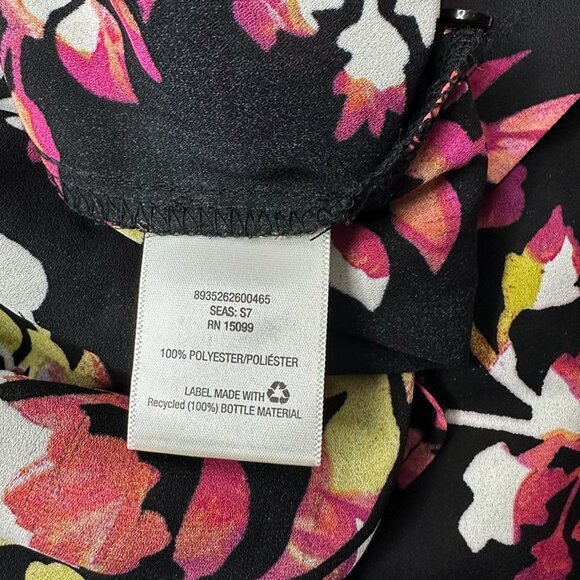 8935262600465
SEAS: S7
RN 15099
100% POLYESTER/POLIÉSTER
LABEL MADE WITH
Recycled (100%) BOTTLE MATERIAL